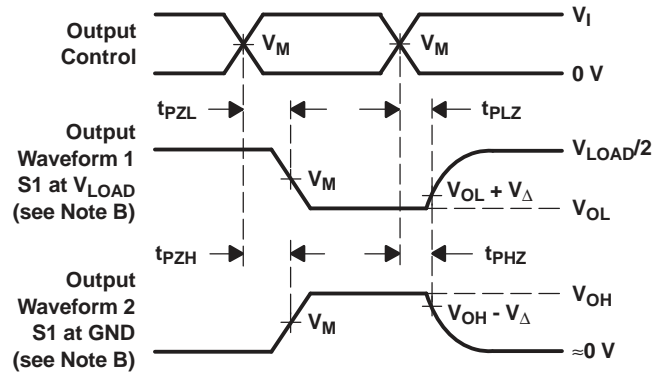 Output
Control
V_I
V_M
V_M
0 V
t_PZL
t_PLZ
Output
Waveform 1
S1 at V_LOAD
(see Note B)
V_LOAD/2
V_M
V_OL + V_Δ
V_OL
t_PZH
t_PHZ
Output
Waveform 2
S1 at GND
(see Note B)
V_OH
V_M
V_OH - V_Δ
≈0 V